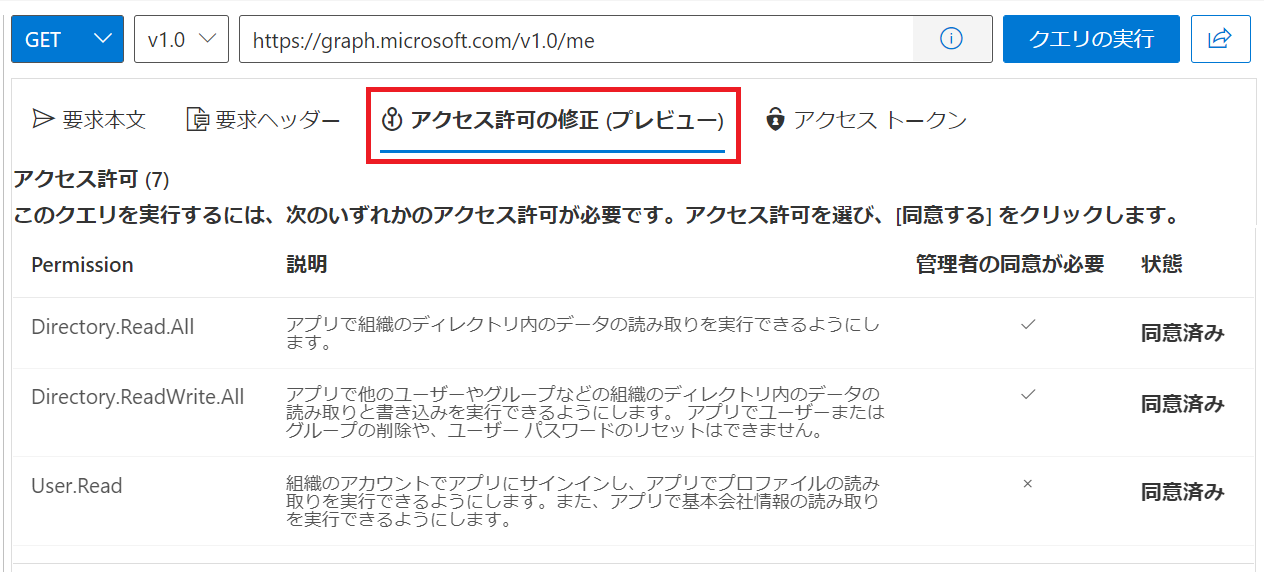 GET v1.0 https://graph.microsoft.com/v1.0/me クエリの実行
要求本文 要求ヘッダー アクセス許可の修正 (プレビュー) アクセス トークン
アクセス許可 (7)
このクエリを実行するには、次のいずれかのアクセス許可が必要です。アクセス許可を選び、[同意する] をクリックします。
Permission 説明 管理者の同意が必要 状態
Directory.Read.All アプリで組織のディレクトリ内のデータの読み取りを実行できるようにし
ます。
同意済み
Directory.ReadWrite.All アプリで他のユーザーやグループなどの組織のディレクトリ内のデータの
読み取りと書き込みを実行できるようにします。 アプリでユーザーまたは
グループの削除や、ユーザー パスワードのリセットはできません。
同意済み
User.Read 組織のアカウントでアプリにサインインし、アプリでプロファイルの読み
取りを実行できるようにします。また、アプリで基本会社情報の読み取り
を実行できるようにします。
同意済み